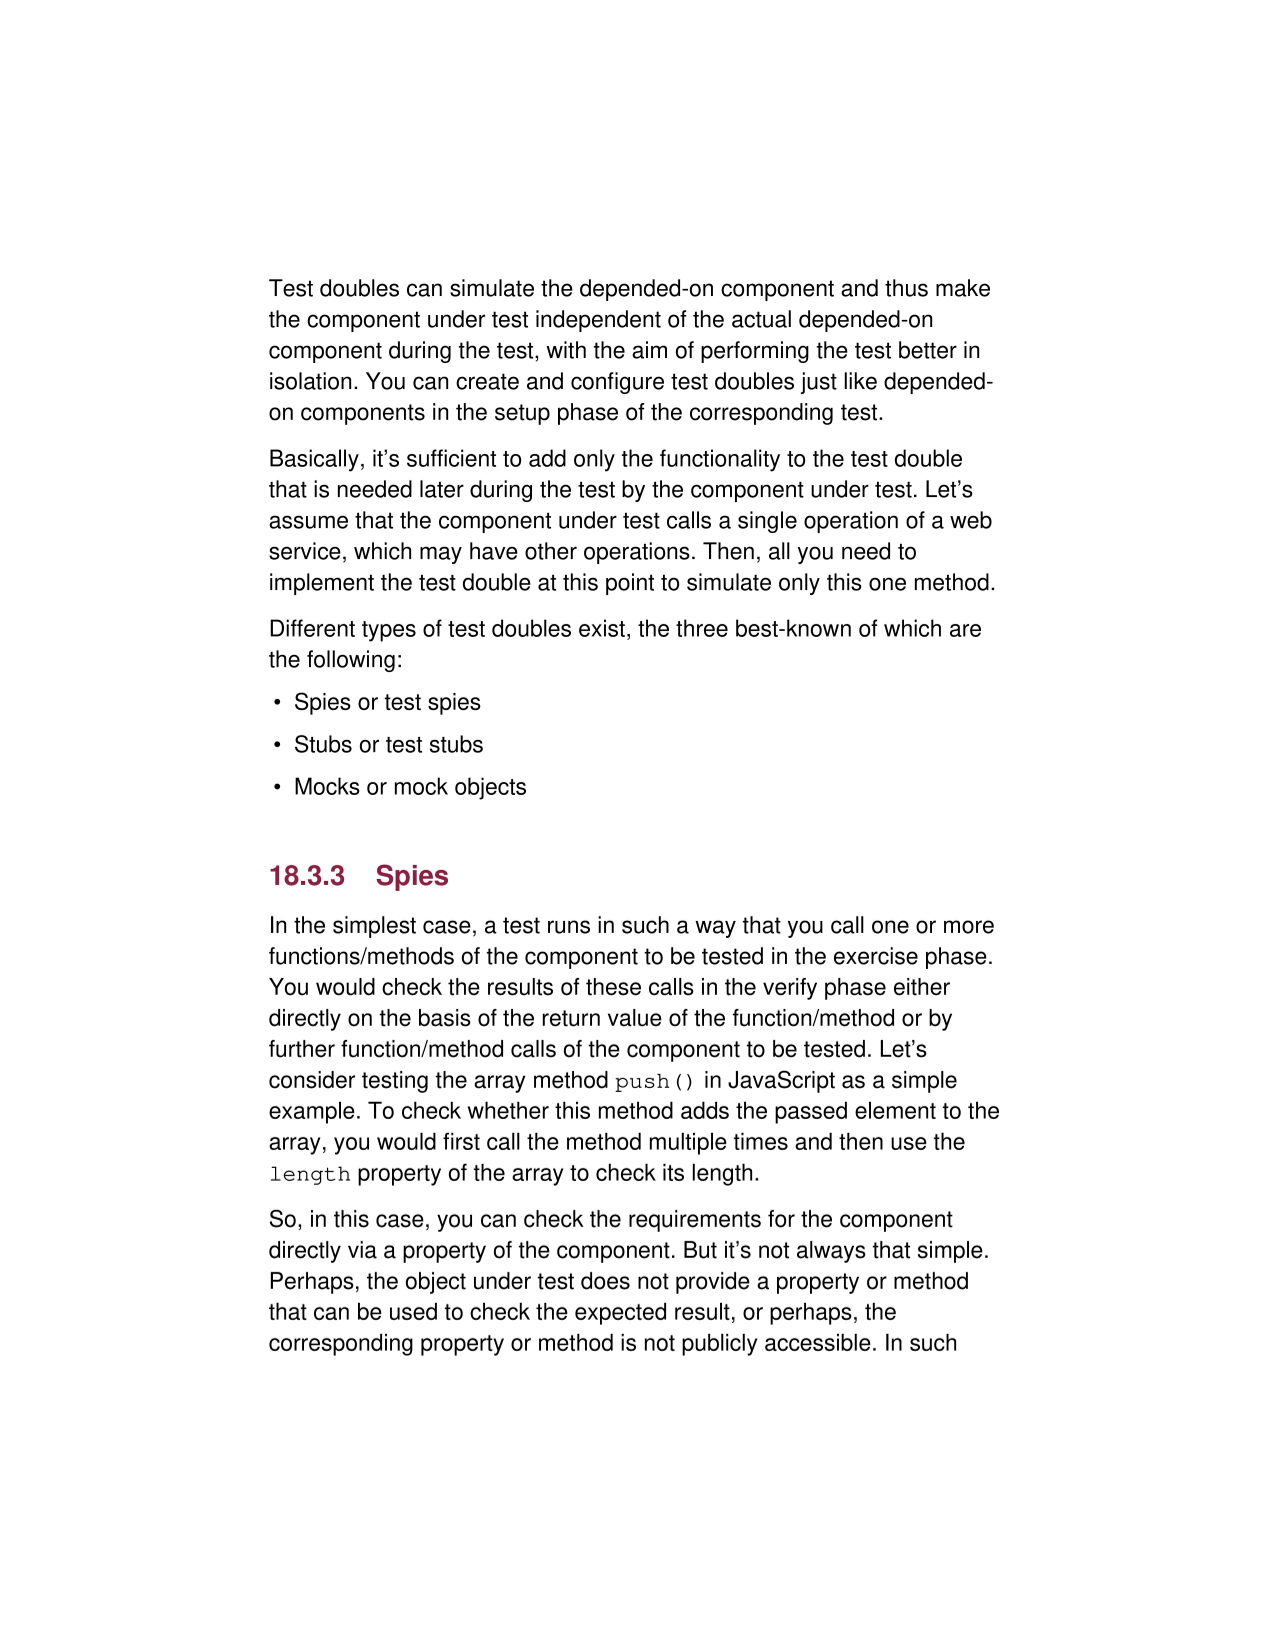 Test doubles can simulate the depended-on component and thus make
the component under test independent of the actual depended-on
component during the test, with the aim of performing the test better in
isolation. You can create and configure test doubles just like depended-
on components in the setup phase of the corresponding test.
Basically, it’s sufficient to add only the functionality to the test double
that is needed later during the test by the component under test. Let’s
assume that the component under test calls a single operation of a web
service, which may have other operations. Then, all you need to
implement the test double at this point to simulate only this one method.
Different types of test doubles exist, the three best-known of which are
the following:
• Spies or test spies
• Stubs or test stubs
• Mocks or mock objects
18.3.3 Spies
In the simplest case, a test runs in such a way that you call one or more
functions/methods of the component to be tested in the exercise phase.
You would check the results of these calls in the verify phase either
directly on the basis of the return value of the function/method or by
further function/method calls of the component to be tested. Let’s
consider testing the array method push() in JavaScript as a simple
example. To check whether this method adds the passed element to the
array, you would first call the method multiple times and then use the
length property of the array to check its length.
So, in this case, you can check the requirements for the component
directly via a property of the component. But it’s not always that simple.
Perhaps, the object under test does not provide a property or method
that can be used to check the expected result, or perhaps, the
corresponding property or method is not publicly accessible. In such